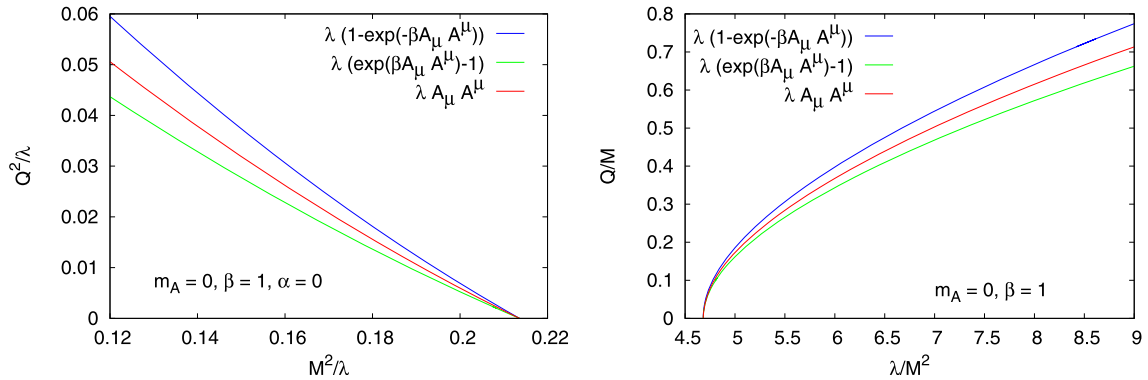 Q²/λ
0.06
0.05
0.04
0.03
0.02
0.01
0
0.12 0.14 0.16 0.18 0.2 0.22
M²/λ
λ (1-exp(-βA_μ A^μ))
λ (exp(βA_μ A^μ)-1)
λ A_μ A^μ
m_A = 0, β = 1, α = 0
Q/M
0.8
0.7
0.6
0.5
0.4
0.3
0.2
0.1
0
4.5 5 5.5 6 6.5 7 7.5 8 8.5 9
λ/M²
λ (1-exp(-βA_μ A^μ))
λ (exp(βA_μ A^μ)-1)
λ A_μ A^μ
m_A = 0, β = 1